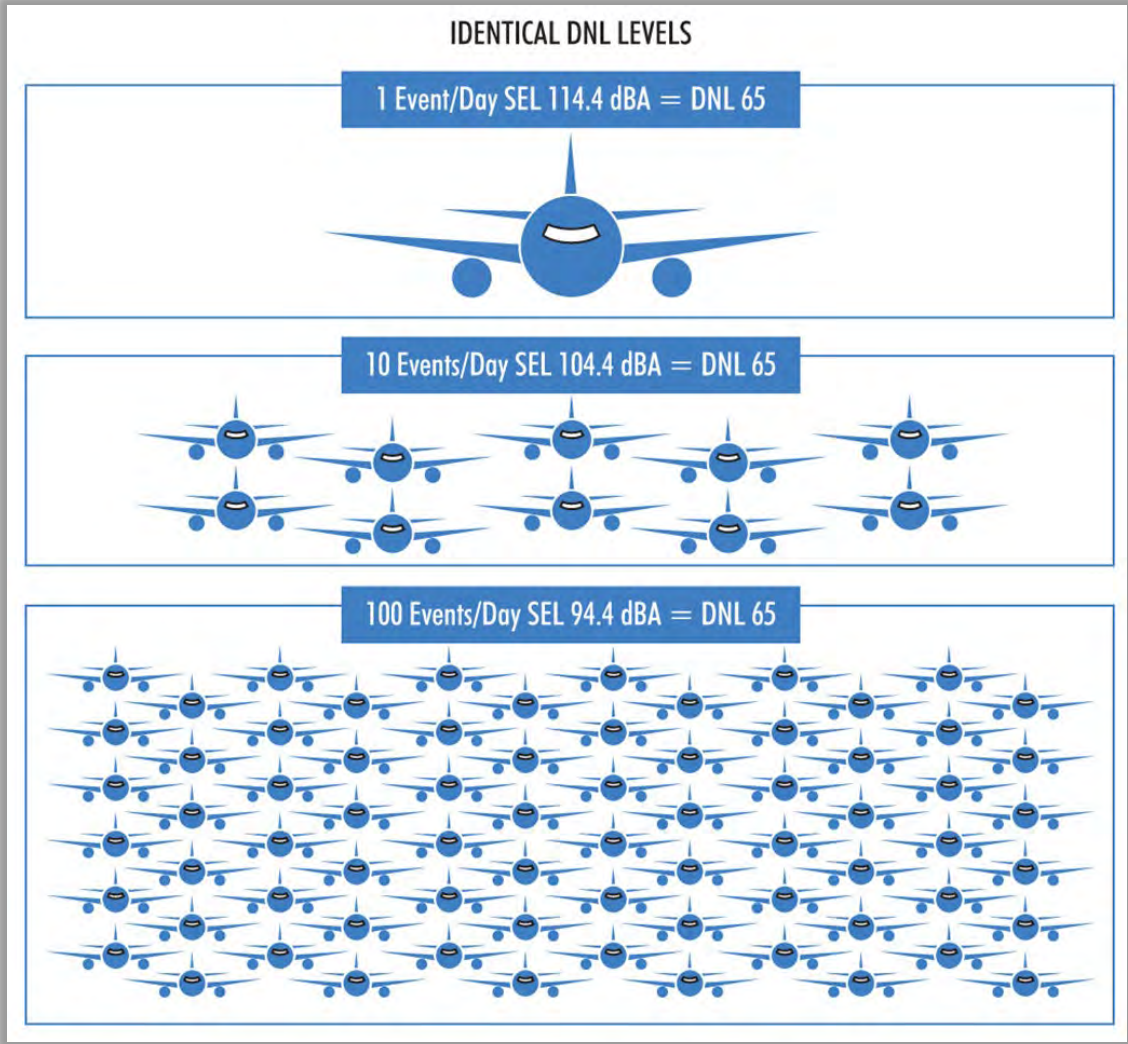 IDENTICAL DNL LEVELS
1 Event/Day SEL 114.4 dBA = DNL 65
10 Events/Day SEL 104.4 dBA = DNL 65
100 Events/Day SEL 94.4 dBA = DNL 65